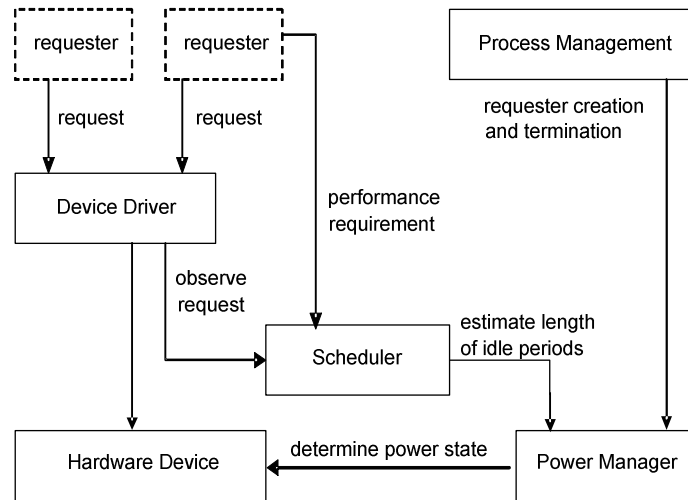 requester
requester
Process Management
request
request
requester creation
and termination
Device Driver
performance
requirement
observe
request
Scheduler
estimate length
of idle periods
Hardware Device
determine power state
Power Manager